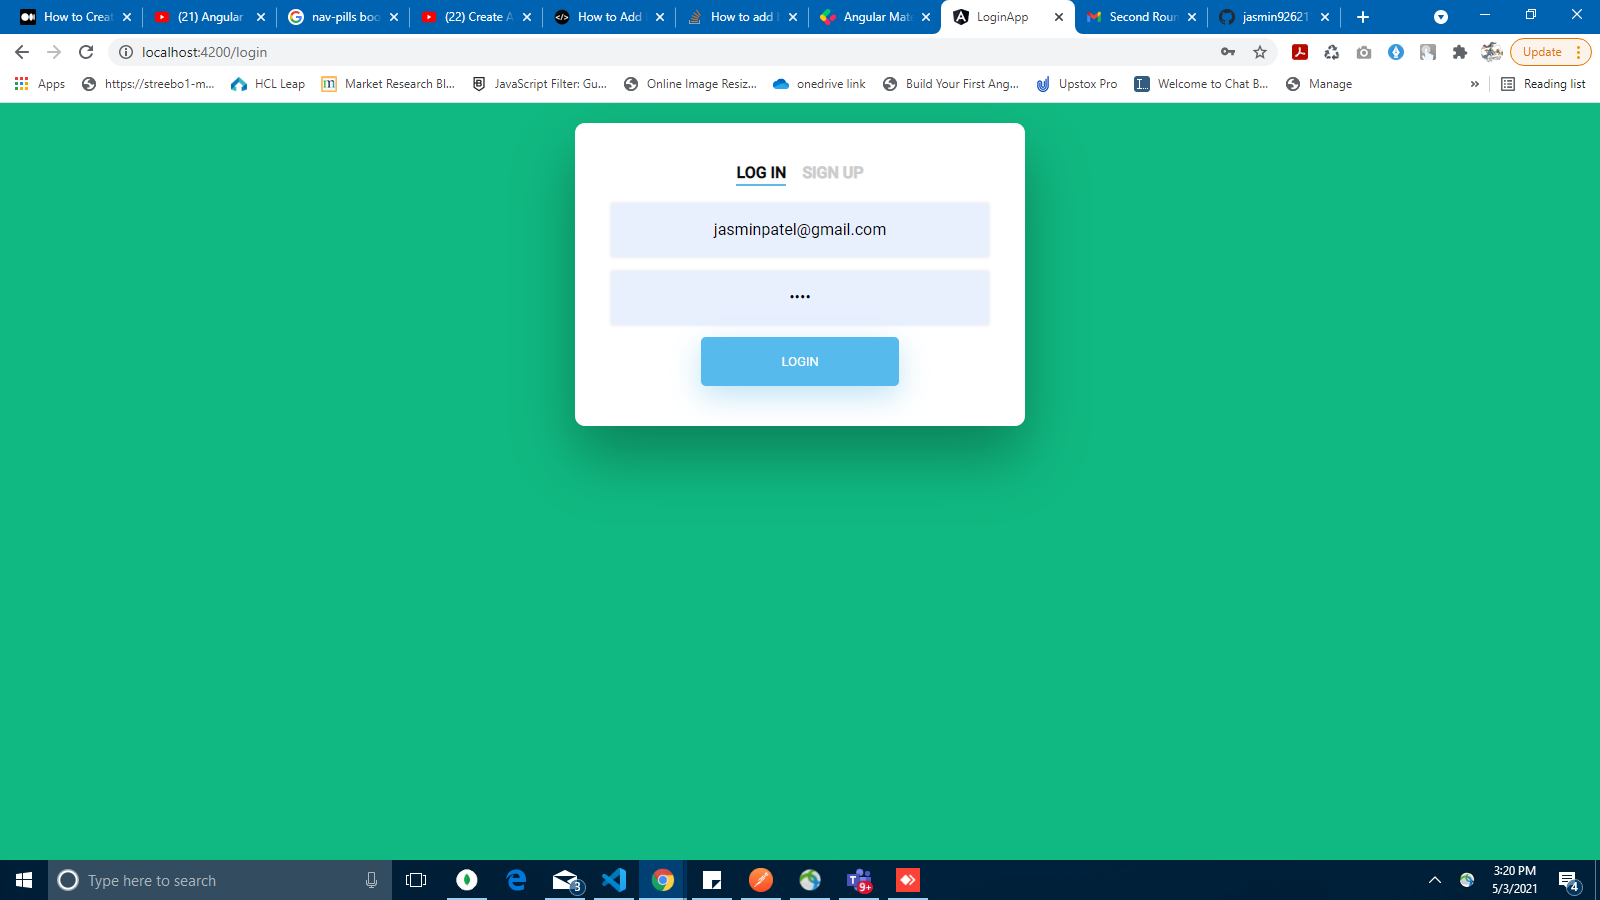 How to Creat
(21) Angular
nav-pills boo
(22) Create A
How to Add
How to add
Angular Mat
LoginApp
Second Roun
jasmin92621
localhost:4200/login
Update
Apps
https://streebo1-m...
HCL Leap
Market Research Bl...
JavaScript Filter: Gu...
Online Image Resiz...
onedrive link
Build Your First Ang...
Upstox Pro
Welcome to Chat B...
Manage
»
Reading list
LOG IN SIGN UP
jasminpatel@gmail.com
••••
LOGIN
Type here to search
3
9+
3:20 PM
5/3/2021
4